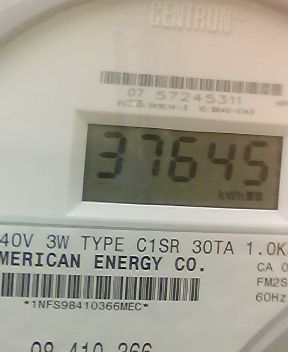 CENTRON®
07 57245311
37645
kWh
40V 3W TYPE C1SR 30TA 1.0K
MERICAN ENERGY CO.
CA 0
FM2S
60Hz
*1NFS98410366MEC*
98 410 366